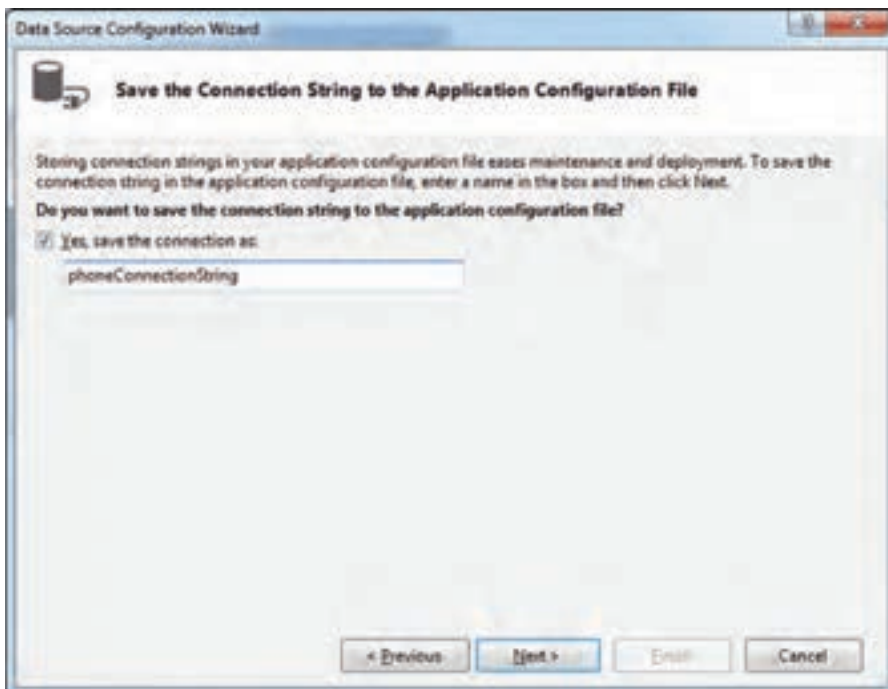 Data Source Configuration Wizard
Save the Connection String to the Application Configuration File
Storing connection strings in your application configuration file eases maintenance and deployment. To save the
connection string in the application configuration file, enter a name in the box and then click Next.
Do you want to save the connection string to the application configuration file?
Yes, save the connection as:
phoneConnectionString
< Previous
Next >
Cancel